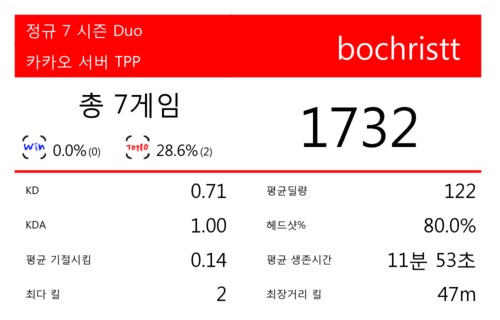 정규 7 시즌 Duo
카카오 서버 TPP
bochristt
총 7게임
Win 0.0% (0) TOP10 28.6% (2)
1732
KD 0.71 평균딜량 122
KDA 1.00 헤드샷% 80.0%
평균 기절시킴 0.14 평균 생존시간 11분 53초
최다 킬 2 최장거리 킬 47m